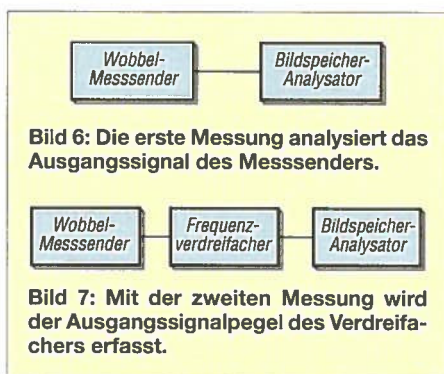 Wobbel-
Messsender
Bildspeicher-
Analysator
Bild 6: Die erste Messung analysiert das
Ausgangssignal des Messsenders.
Wobbel-
Messsender
Frequenz-
verdreifacher
Bildspeicher-
Analysator
Bild 7: Mit der zweiten Messung wird
der Ausgangssignalpegel des Verdreifa-
chers erfasst.